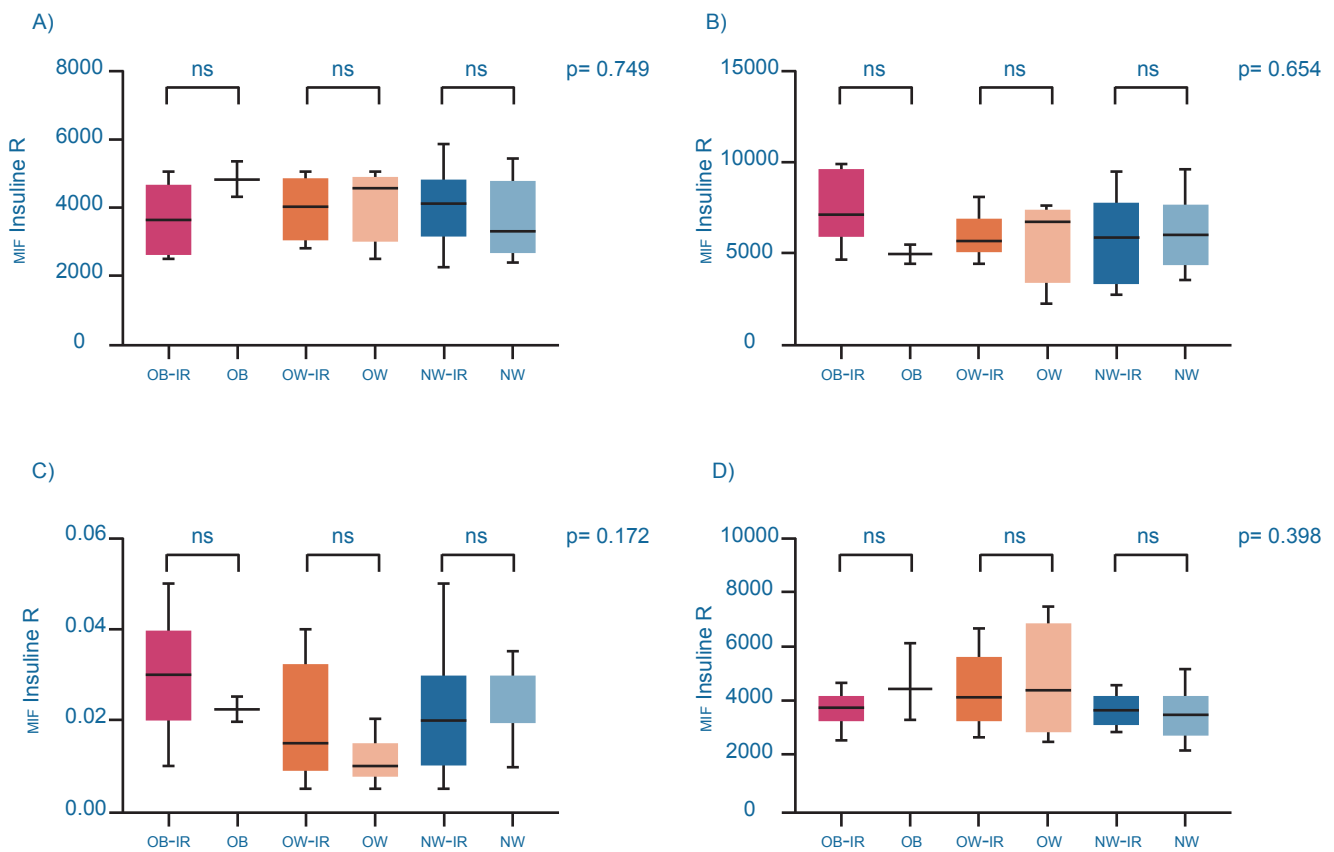 A)
ns ns ns p= 0.749
8000
6000
4000
2000
0
MIF Insuline R
OB-IR OB OW-IR OW NW-IR NW
B)
ns ns ns p= 0.654
15000
10000
5000
0
MIF Insuline R
OB-IR OB OW-IR OW NW-IR NW
C)
ns ns ns p= 0.172
0.06
0.04
0.02
0.00
MIF Insuline R
OB-IR OB OW-IR OW NW-IR NW
D)
ns ns ns p= 0.398
10000
8000
6000
4000
2000
0
MIF Insuline R
OB-IR OB OW-IR OW NW-IR NW